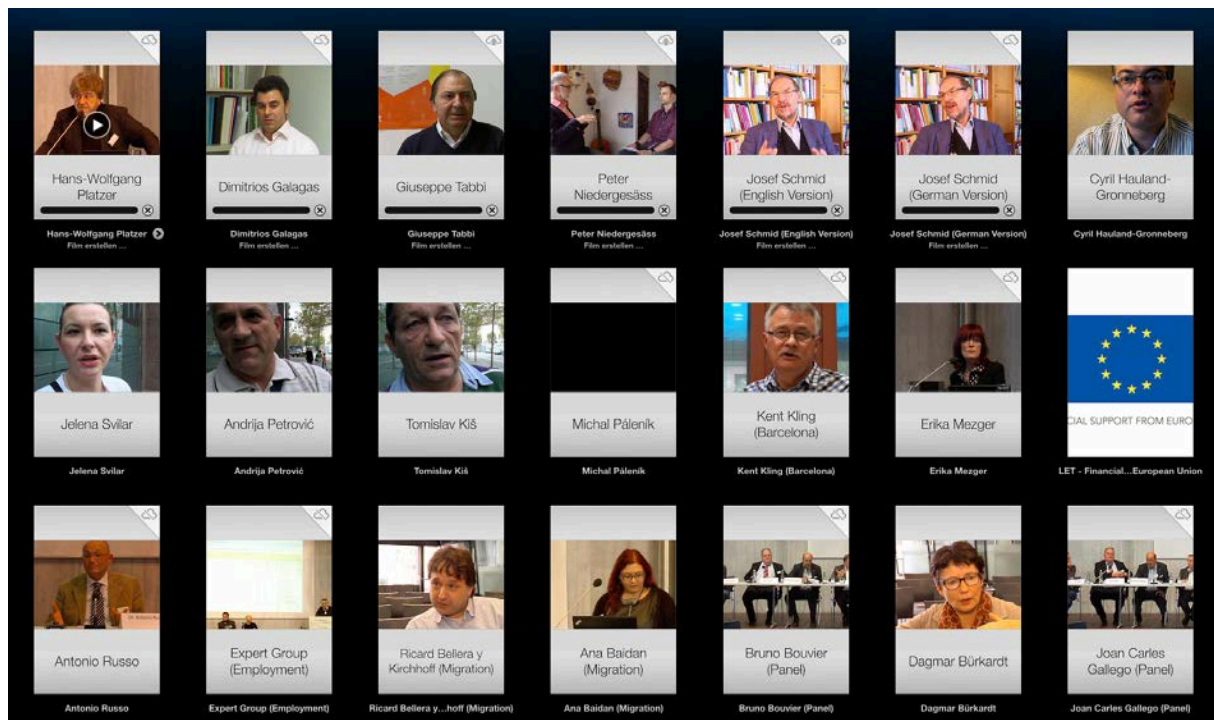 Hans-Wolfgang
Platzer
Dimitrios Galagas
Giuseppe Tabbì
Peter
Niedergesäss
Josef Schmid
(English Version)
Josef Schmid
(German Version)
Cyril Hauland-
Gronneberg
Hans-Wolfgang Platzer
Film erstellen ...
Dimitrios Galagas
Film erstellen ...
Giuseppe Tabbì
Film erstellen ...
Peter Niedergesäss
Film erstellen ...
Josef Schmid (English Version)
Film erstellen ...
Josef Schmid (German Version)
Film erstellen ...
Cyril Hauland-Gronneberg
Jelena Svilar
Andrija Petrović
Tomislav Kiš
Michal Páleník
Kent Kling
(Barcelona)
Erika Mezger
CIAL SUPPORT FROM EURO
Jelena Svilar
Andrija Petrović
Tomislav Kiš
Michal Páleník
Kent Kling (Barcelona)
Erika Mezger
LET - Financial...European Union
Antonio Russo
Expert Group
(Employment)
Ricard Bellera y
Kirchhoff (Migration)
Ana Baidan
(Migration)
Bruno Bouvier
(Panel)
Dagmar Bürkardt
Joan Carles
Gallego (Panel)
Antonio Russo
Expert Group (Employment)
Ricard Bellera y...hoff (Migration)
Ana Baidan (Migration)
Bruno Bouvier (Panel)
Dagmar Bürkardt
Joan Carles Gallego (Panel)